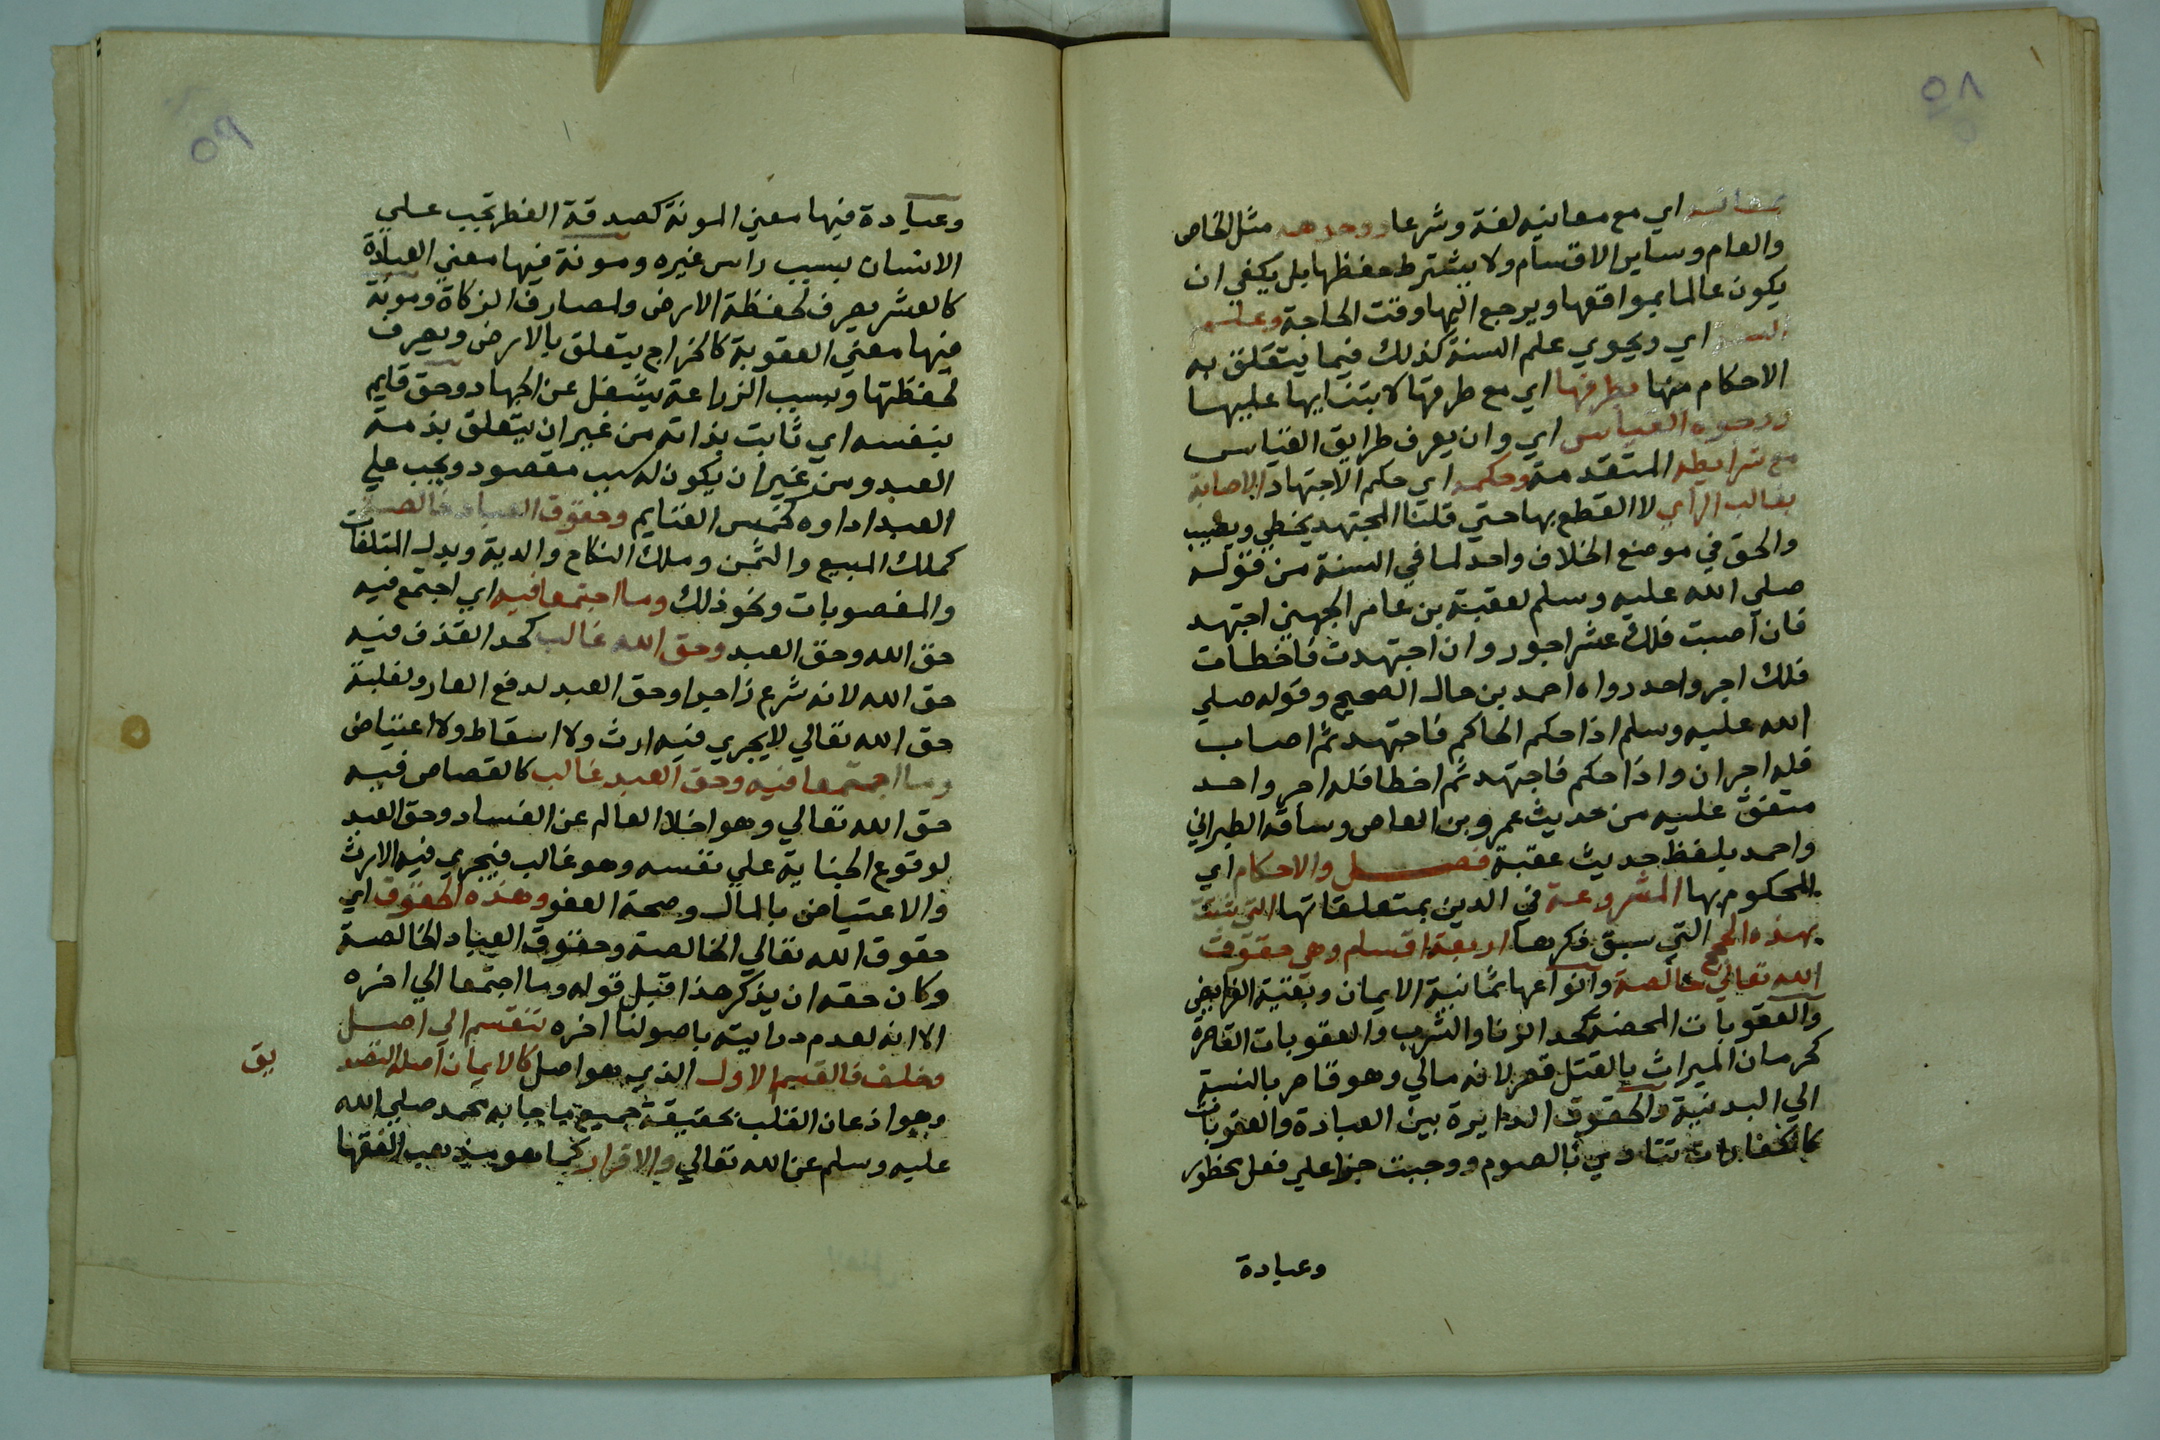 ٥٨
بمعانيه اي مع معانيه لغة وشرعا ووجوهه مثل الخاص
والعام وساير الاقسام ولا يشترط حفظها بل يكفي ان
يكون عالما بمواقعها ويرجع اليها وقت الحاجة وعلم
السنة اي ويحوي علم السنة كذلك فيما يتعلق به
الاحكام منها بطرقها اي مع طرقها لابتنايها عليها
ووجوه القياس اي وان يعرف طرايق القياس
مع شرايطه المتقدمة وحكمه اي حكم الاجتهاد الاصابة
بغالب الراي لا القطع بها حتي قلنا المجتهد يخطي ويصيب
والحق في موضع الخلاف واحد لما في السنة من قوله
صلي الله عليه وسلم لعقبة بن عامر الجهني اجتهد
فان اصبت فلك عشر اجور وان اجتهدت فاخطات
فلك اجر واحد رواه احمد بن حال الصحيح وقوله صلي
الله عليه وسلم اذا حكم الحاكم فاجتهد ثم اصاب
فله اجران واذا حكم فاجتهد ثم اخطا فله اجر واحد
متفق عليه من حديث عمرو بن العاص وساقه الطبراني
واحمد بلفظ حديث عقبة فصل والاحكام اي
المحكوم بها المشروعة في الدين بمتعلقاتها التي تثبت
بهذه الحجج التي سبق ذكرها اربعة اقسام وهي حقوق
الله تعالي خالصة وانواعها ثمانية الايمان وبقية الفرايض
والعقوبات المحضة كحد الزنا والشرب والعقوبات القاصرة
كحرمان الميراث بالقتل لانه مالي وهو قاصر بالنسبة
الي البدنية والحقوق الدايرة بين العبادة والعقوبات
كالكفارات تتادي بالصوم ووجبت جزا علي فعل محظور
وعبادة
٥٩
وعبادة فيها معني المونة كصدقة الفطر تجب علي
الانسان بسبب راس غيره ومونة فيها معني العبادة
كالعشر يصرف لحفظة الارض ولمصارف الزكاة ومونة
فيها معني العقوبة كالخراج يتعلق بالارض ويصرف
لحفظتها وبسبب الزراعة يشغل عن الجهاد وحق قايم
بنفسه اي ثابت بذاته من غير ان يتعلق بذمة
العبد ومن غير ان يكون له سبب مقصود ويجب علي
العبد اداوه كخمس الغنايم وحقوق العباد خالصة
كملك المبيع والثمن وملك النكاح والدية وبدل المتلفات
والمغصوبات ونحو ذلك وما اجتمعا فيه اي اجتمع فيه
حق الله وحق العبد وحق الله غالب كحد القذف فيه
حق الله لانه شرع زاجرا وحق العبد لدفع العار ولغلبة
حق الله تعالي لا يجري فيه ارث ولا اسقاط ولا اعتياض
وما اجتمعا فيه وحق العبد غالب كالقصاص فيه
حق الله تعالي وهو اخلا العالم عن الفساد وحق العبد
لوقوع الجناية علي نفسه وهو غالب فيجري فيه الارث
والاعتياض بالمال وصحة العفو وهذه الحقوق اي
حقوق الله تعالي الخالصة وحقوق العباد الخالصة
وكان حقه ان يذكر هذا قبل قوله وما اجتمعا الي اخره
الا انه لعدم درايته باصولنا اخره تنقسم الي اصل
وخلف فالقسم الاول الذي هو اصل كالايمان اصله التصد
يق
وهو اذعان القلب بحقيقة جميع ما جا به محمد صلي الله
عليه وسلم عن الله تعالي والاقرار كما هو مذهب الفقها